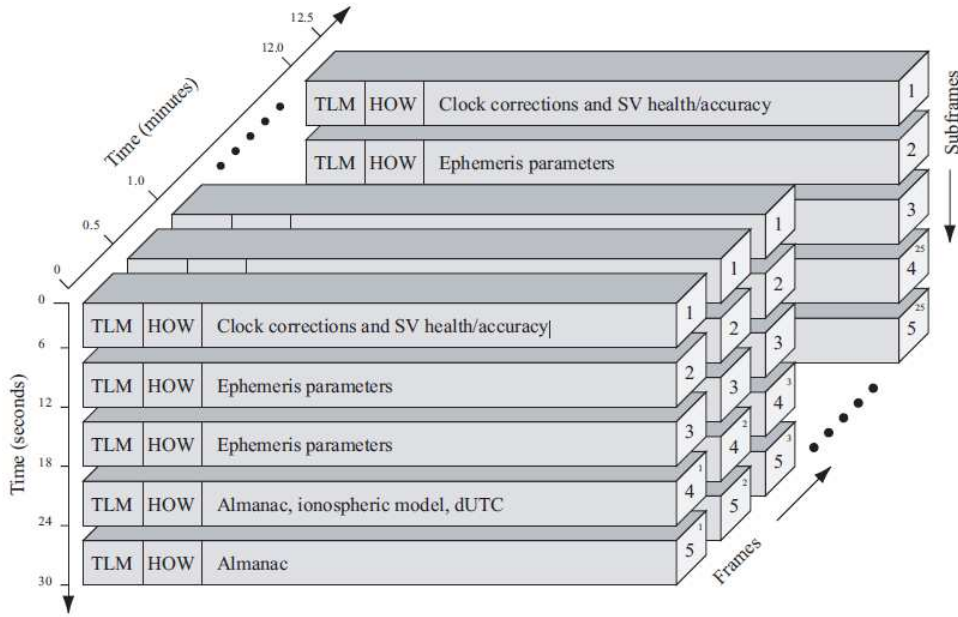 12.5
12.0
Time (minutes)
1.0
0.5
0
TLM HOW Clock corrections and SV health/accuracy 1
TLM HOW Ephemeris parameters 2
3
4 25
5 25
Subframes
1
2
3
4 3
5 3
1
2
3
4 2
5 2
0
TLM HOW Clock corrections and SV health/accuracy 1
6
TLM HOW Ephemeris parameters 2
12
TLM HOW Ephemeris parameters 3
18
TLM HOW Almanac, ionospheric model, dUTC 4 1
24
TLM HOW Almanac 5 1
30
Time (seconds)
Frames